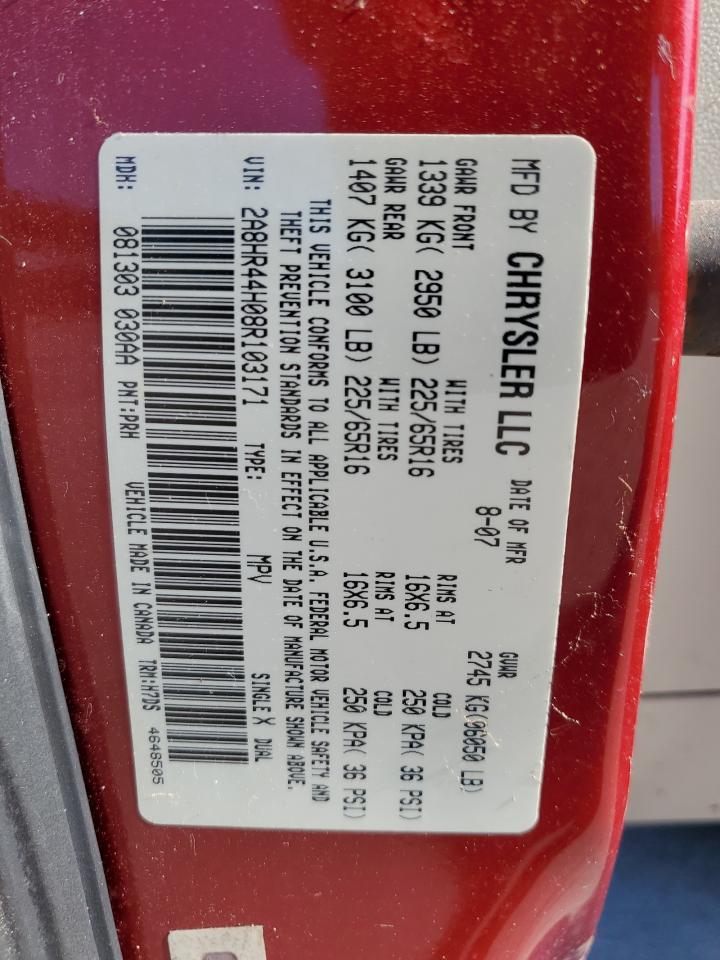 MFD BY CHRYSLER LLC DATE OF MFR GVWR
8-07 2745 KG(06050 LB)
GAWR FRONT WITH TIRES RIMS AT COLD
1339 KG( 2950 LB) 225/65R16 16X6.5 250 KPA( 36 PSI)
GAWR REAR WITH TIRES RIMS AT COLD
1407 KG( 3100 LB) 225/65R16 16X6.5 250 KPA( 36 PSI)
THIS VEHICLE CONFORMS TO ALL APPLICABLE U.S.A. FEDERAL MOTOR VEHICLE SAFETY AND
THEFT PREVENTION STANDARDS IN EFFECT ON THE DATE OF MANUFACTURE SHOWN ABOVE.
VIN: 2A8HR44H08R103171 TYPE: MPV SINGLE X DUAL
MDH: 081303 030AA PNT:PRH VEHICLE MADE IN CANADA TRM:H7DS 4648505